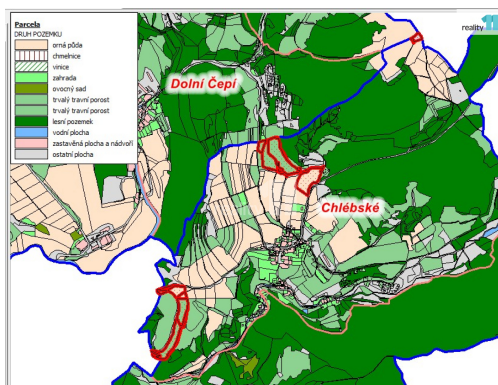 Parcela
DRUH POZEMKU
orná půda
chmelnice
vinice
zahrada
ovocný sad
trvalý travní porost
trvalý travní porost
lesní pozemek
vodní plocha
zastavěná plocha a nádvoří
ostatní plocha
reality
Dolní Čepí
Chlébské